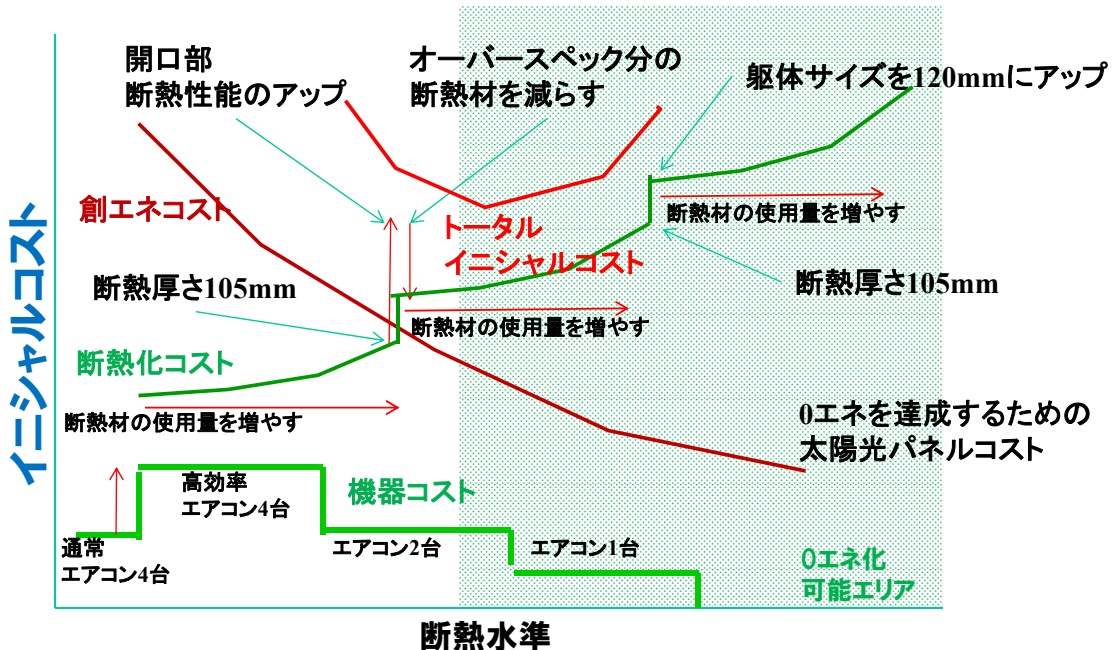 開口部
断熱性能のアップ
オーバースペック分の
断熱材を減らす
躯体サイズを120mmにアップ
創エネコスト
トータル
イニシャルコスト
断熱材の使用量を増やす
断熱厚さ105mm
断熱厚さ105mm
断熱材の使用量を増やす
断熱化コスト
断熱材の使用量を増やす
0エネを達成するための
太陽光パネルコスト
イニシャルコスト
高効率
エアコン4台
機器コスト
通常
エアコン4台
エアコン2台
エアコン1台
0エネ化
可能エリア
断熱水準